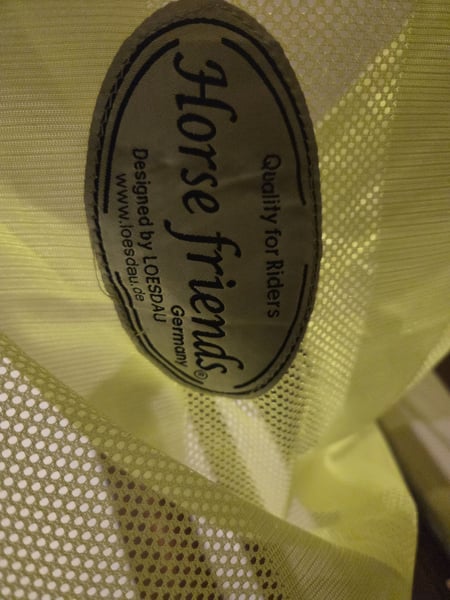 Quality for Riders
Horse friends®
Germany
Designed by LOESDAU
www.loesdau.de